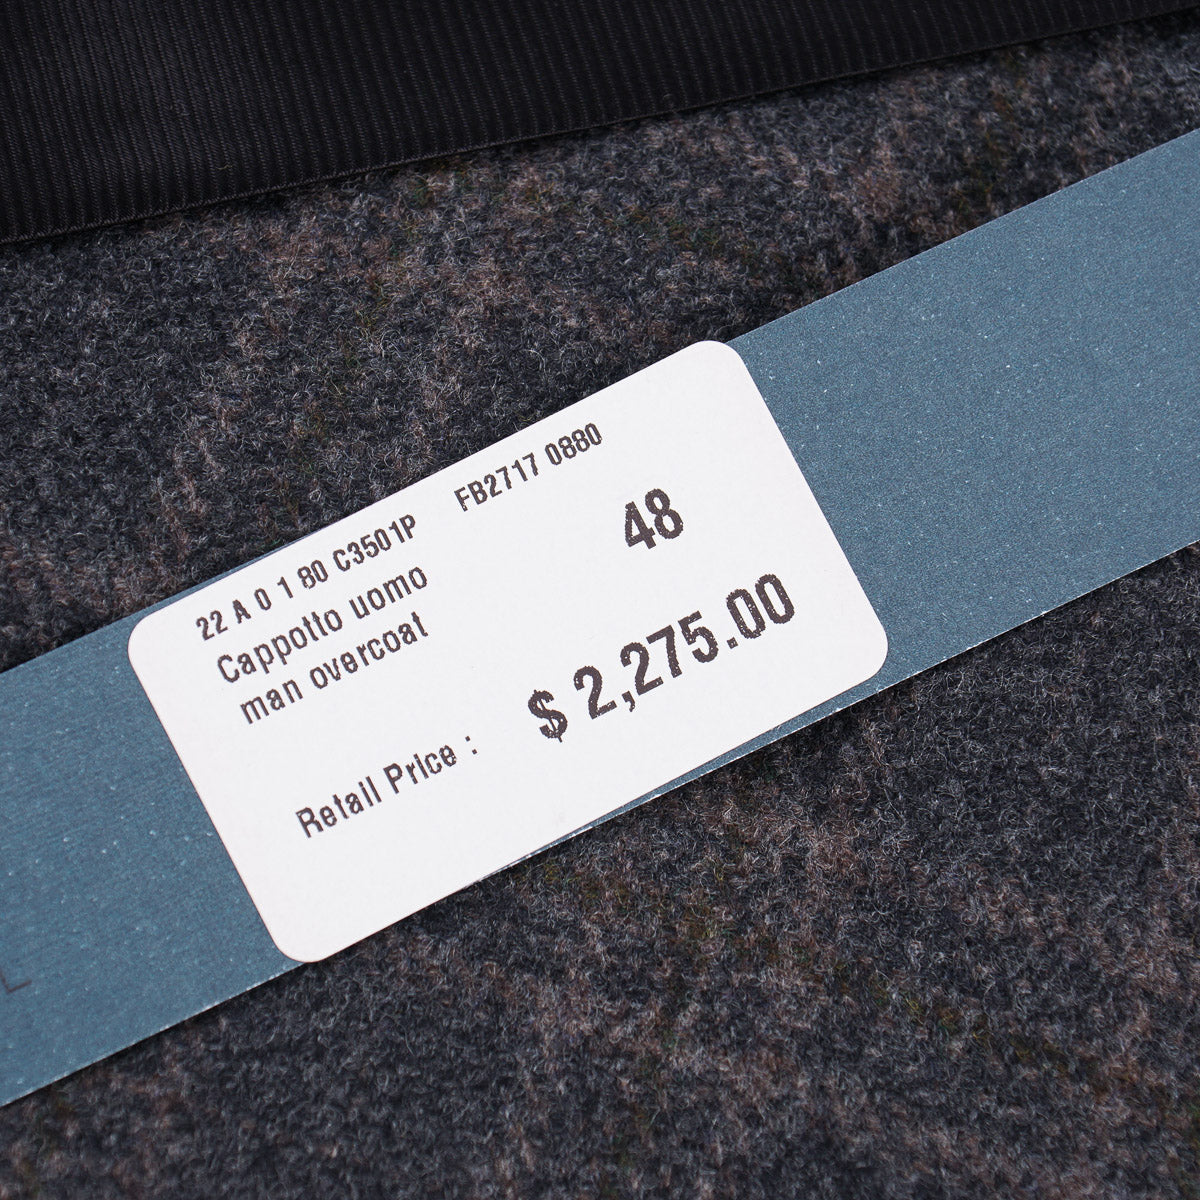 22 A 0 1 80 C3501P FB2717 0880
Cappotto uomo 48
man overcoat
Retail Price : $ 2,275.00
L